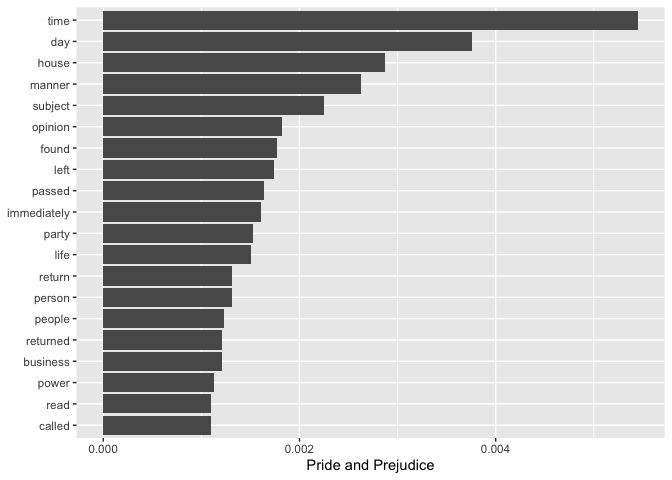 time
day
house
manner
subject
opinion
found
left
passed
immediately
party
life
return
person
people
returned
business
power
read
called
0.000 0.002 0.004
Pride and Prejudice